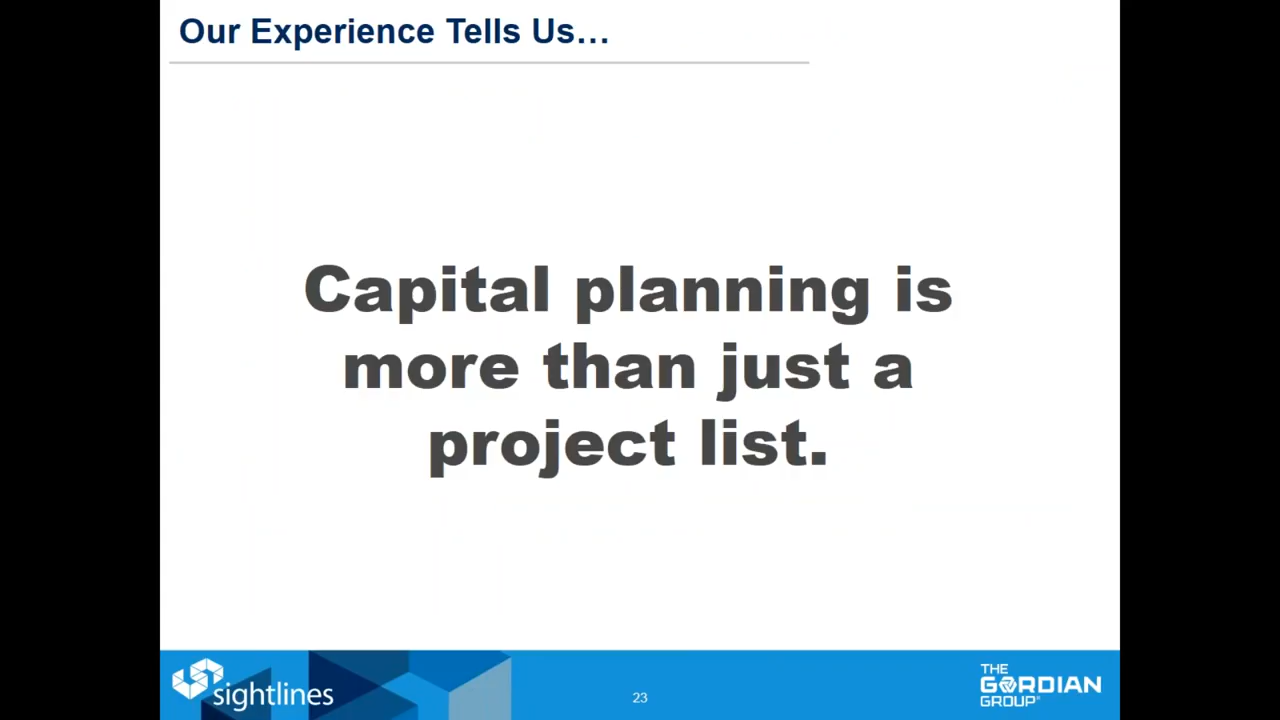 Our Experience Tells Us…
Capital planning is
more than just a
project list.
sightlines
23
THE
GORDIAN
GROUP®